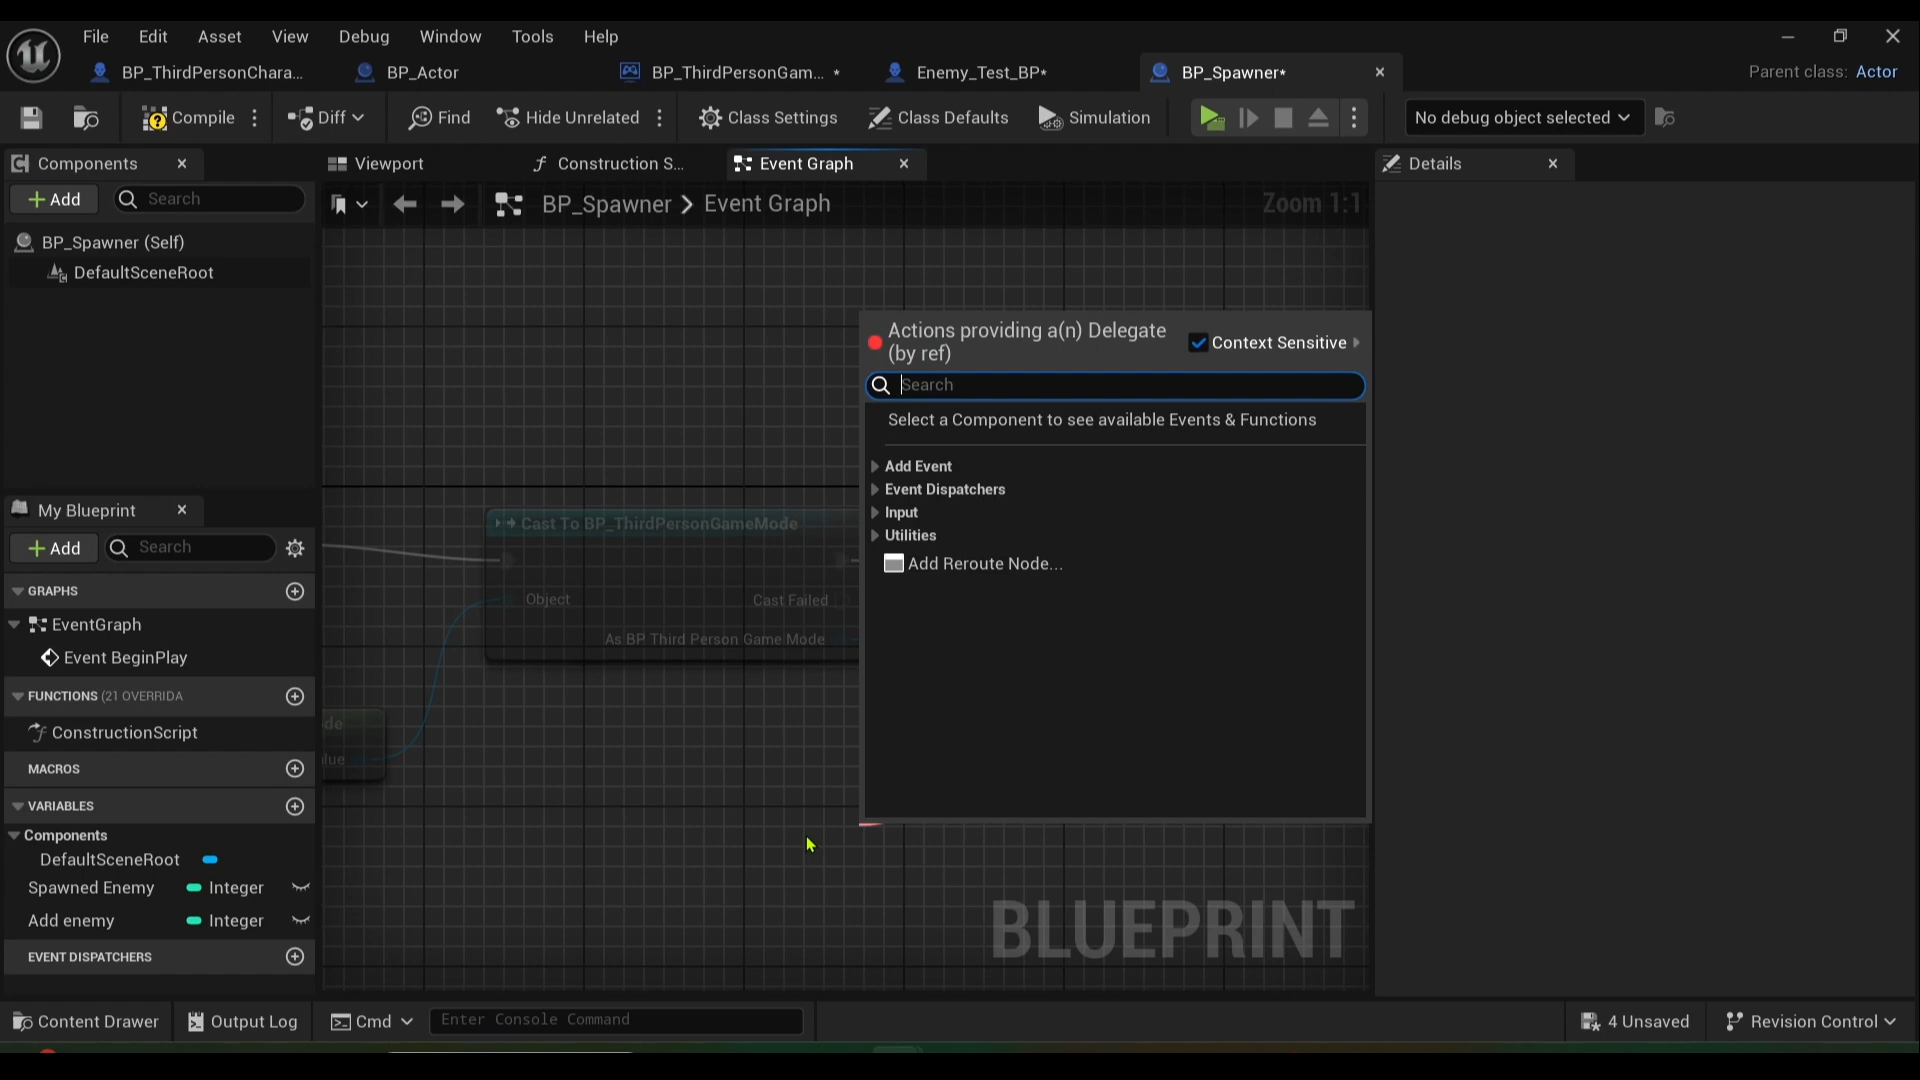 File Edit Asset View Debug Window Tools Help
BP_ThirdPersonChara... BP_Actor BP_ThirdPersonGam... * Enemy_Test_BP* BP_Spawner* Parent class: Actor
Compile Diff Find Hide Unrelated Class Settings Class Defaults Simulation No debug object selected
Components Viewport Construction S... Event Graph Details
Add Search BP_Spawner Event Graph Zoom 1:1
BP_Spawner (Self)
DefaultSceneRoot
Actions providing a(n) Delegate
(by ref)
Context Sensitive
Search
Select a Component to see available Events & Functions
Add Event
Event Dispatchers
Input
Utilities
Add Reroute Node...
Cast To BP_ThirdPersonGameMode
Object Cast Failed
As BP Third Person Game Mode
de
lue
My Blueprint
Add Search
GRAPHS
EventGraph
Event BeginPlay
FUNCTIONS (21 OVERRIDA
ConstructionScript
MACROS
VARIABLES
Components
DefaultSceneRoot
Spawned Enemy Integer
Add enemy Integer
EVENT DISPATCHERS
BLUEPRINT
Content Drawer Output Log Cmd Enter Console Command 4 Unsaved Revision Control